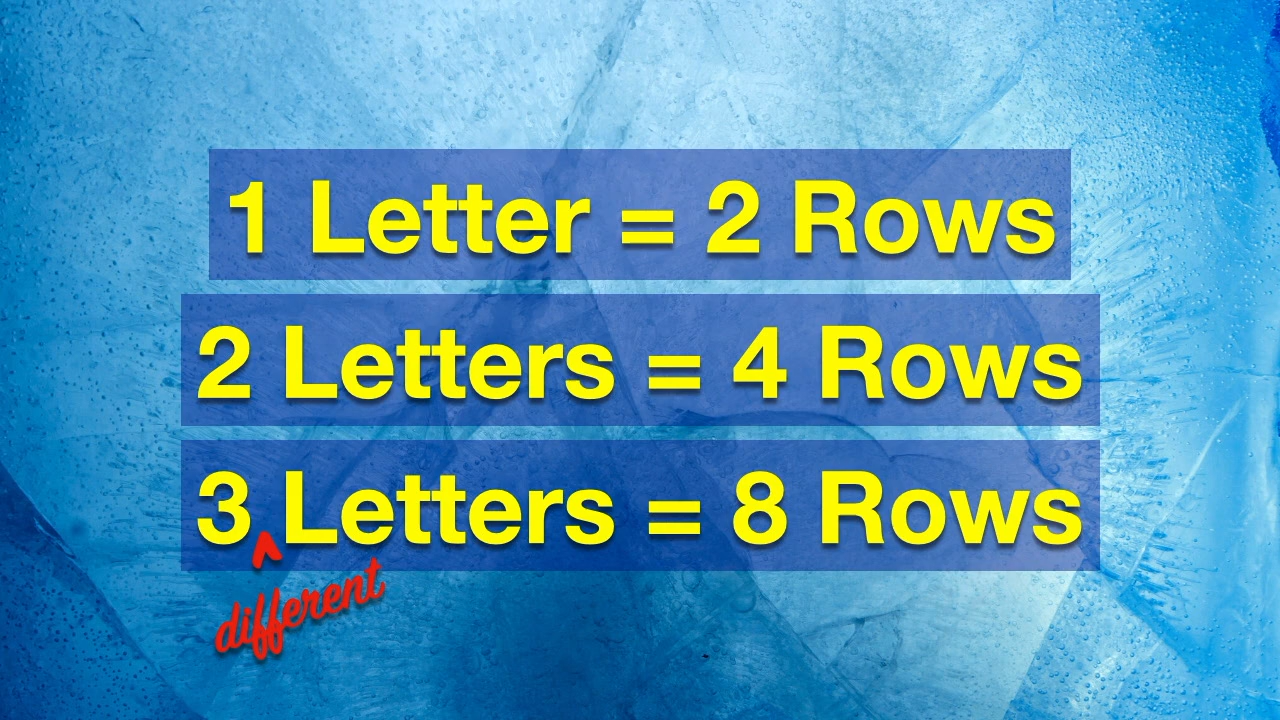 1 Letter = 2 Rows
2 Letters = 4 Rows
3 ^ Letters = 8 Rows
different